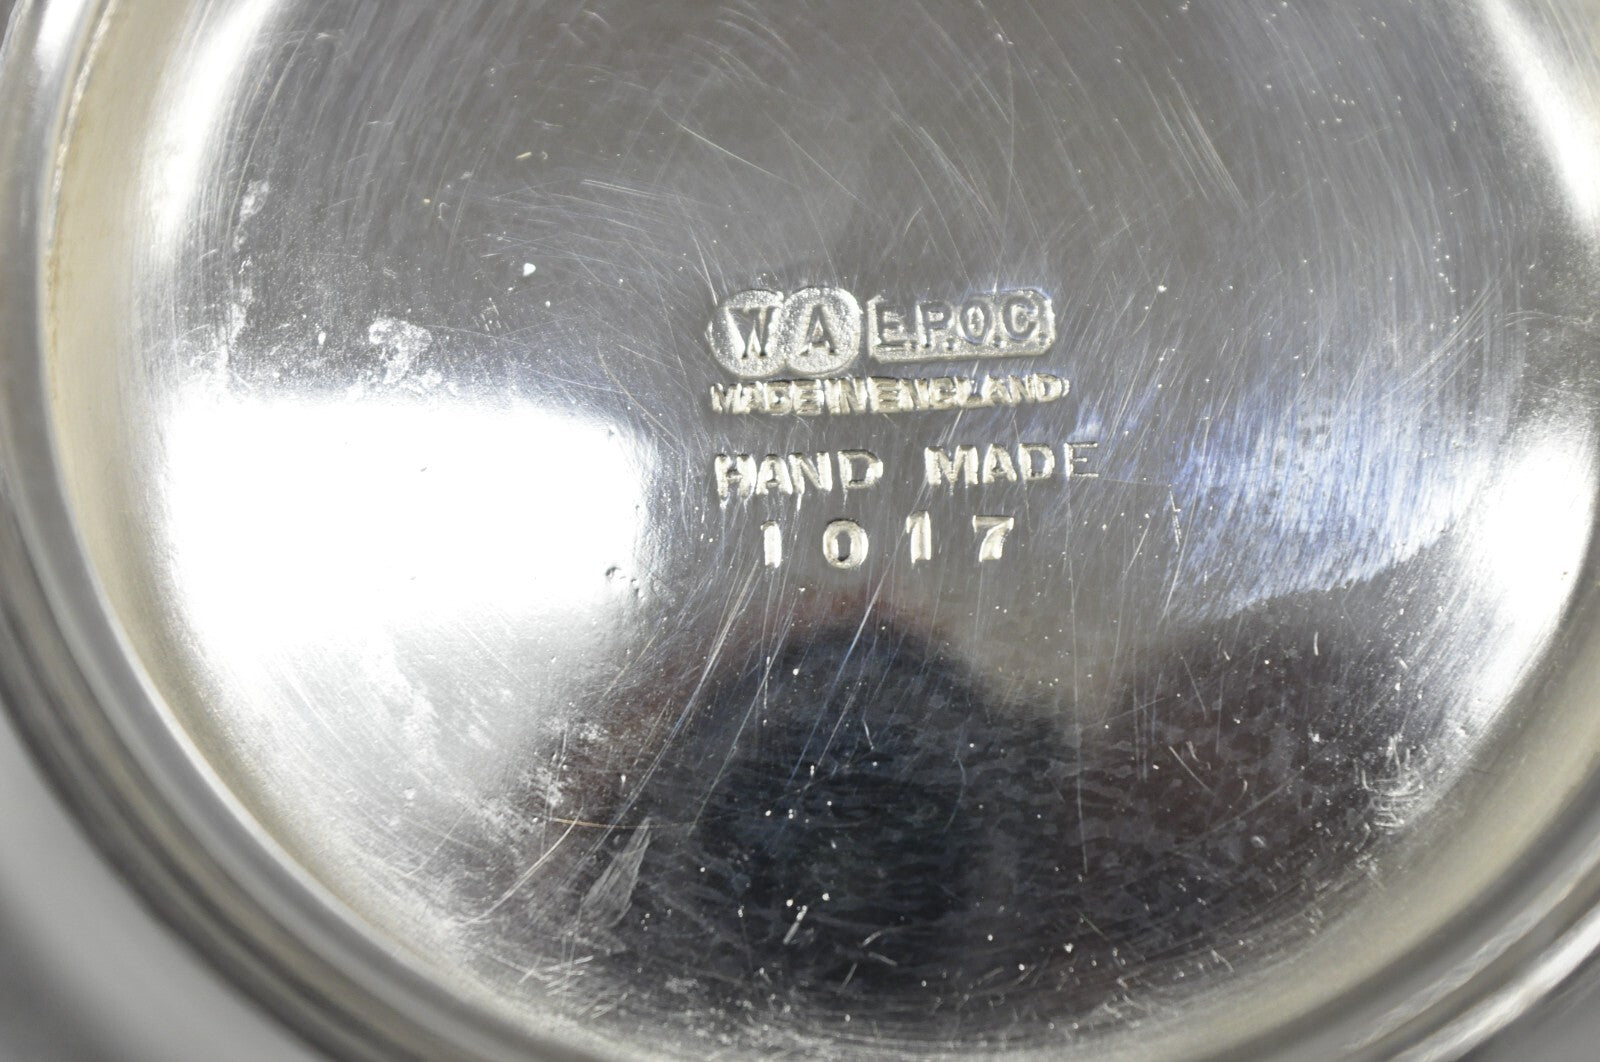 W A E.P.O.C.
MADE IN ENGLAND
HAND MADE
1017